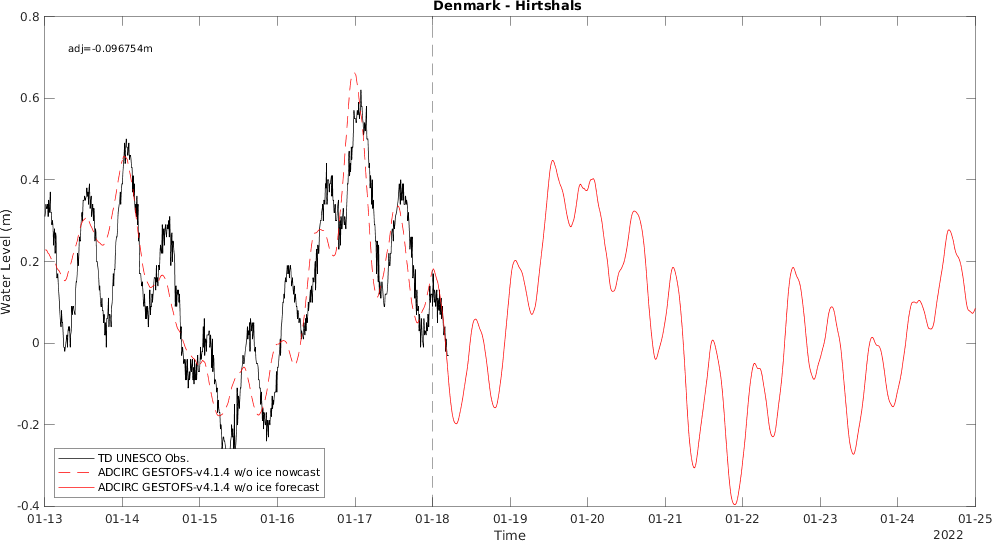 Denmark - Hirtshals
adj=-0.096754m
Water Level (m)
0.8
0.6
0.4
0.2
0
-0.2
-0.4
TD UNESCO Obs.
ADCIRC GESTOFS-v4.1.4 w/o ice nowcast
ADCIRC GESTOFS-v4.1.4 w/o ice forecast
01-13 01-14 01-15 01-16 01-17 01-18 01-19 01-20 01-21 01-22 01-23 01-24 01-25
Time
2022